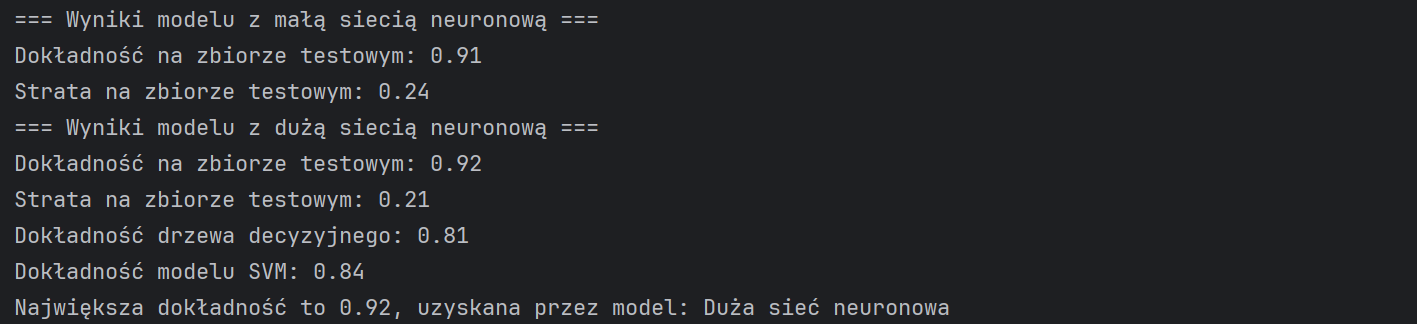 === Wyniki modelu z małą siecią neuronową ===
Dokładność na zbiorze testowym: 0.91
Strata na zbiorze testowym: 0.24
=== Wyniki modelu z dużą siecią neuronową ===
Dokładność na zbiorze testowym: 0.92
Strata na zbiorze testowym: 0.21
Dokładność drzewa decyzyjnego: 0.81
Dokładność modelu SVM: 0.84
Największa dokładność to 0.92, uzyskana przez model: Duża sieć neuronowa